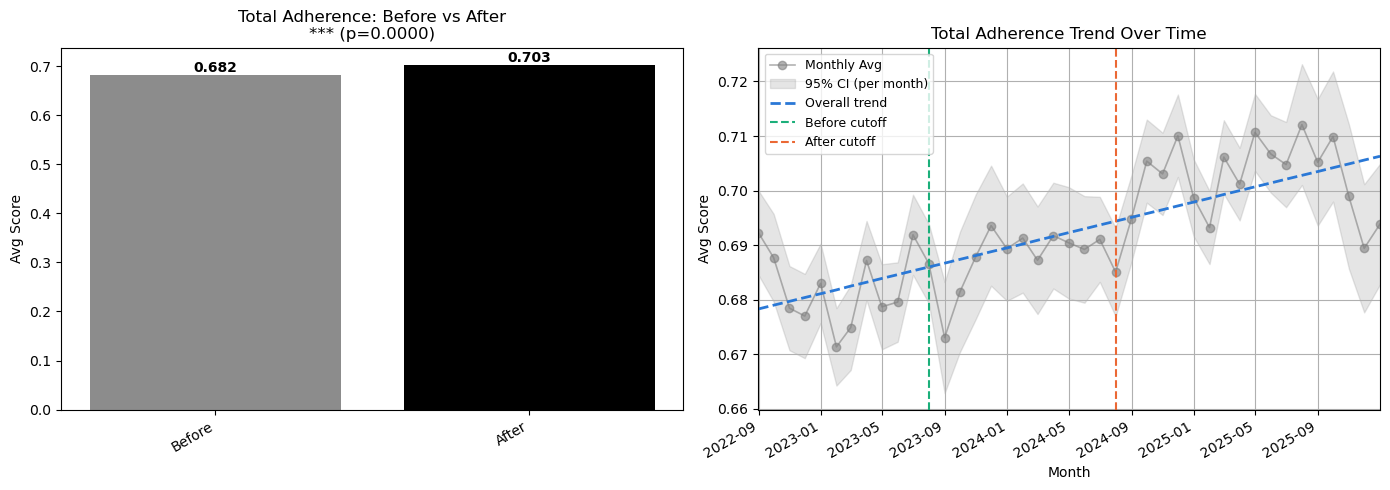 Total Adherence: Before vs After
*** (p=0.0000)
0.682
0.703
Avg Score
0.7
0.6
0.5
0.4
0.3
0.2
0.1
0.0
Before
After
Total Adherence Trend Over Time
Monthly Avg
95% CI (per month)
Overall trend
Before cutoff
After cutoff
Avg Score
0.72
0.71
0.70
0.69
0.68
0.67
0.66
2022-09
2023-01
2023-05
2023-09
2024-01
2024-05
2024-09
2025-01
2025-05
2025-09
Month